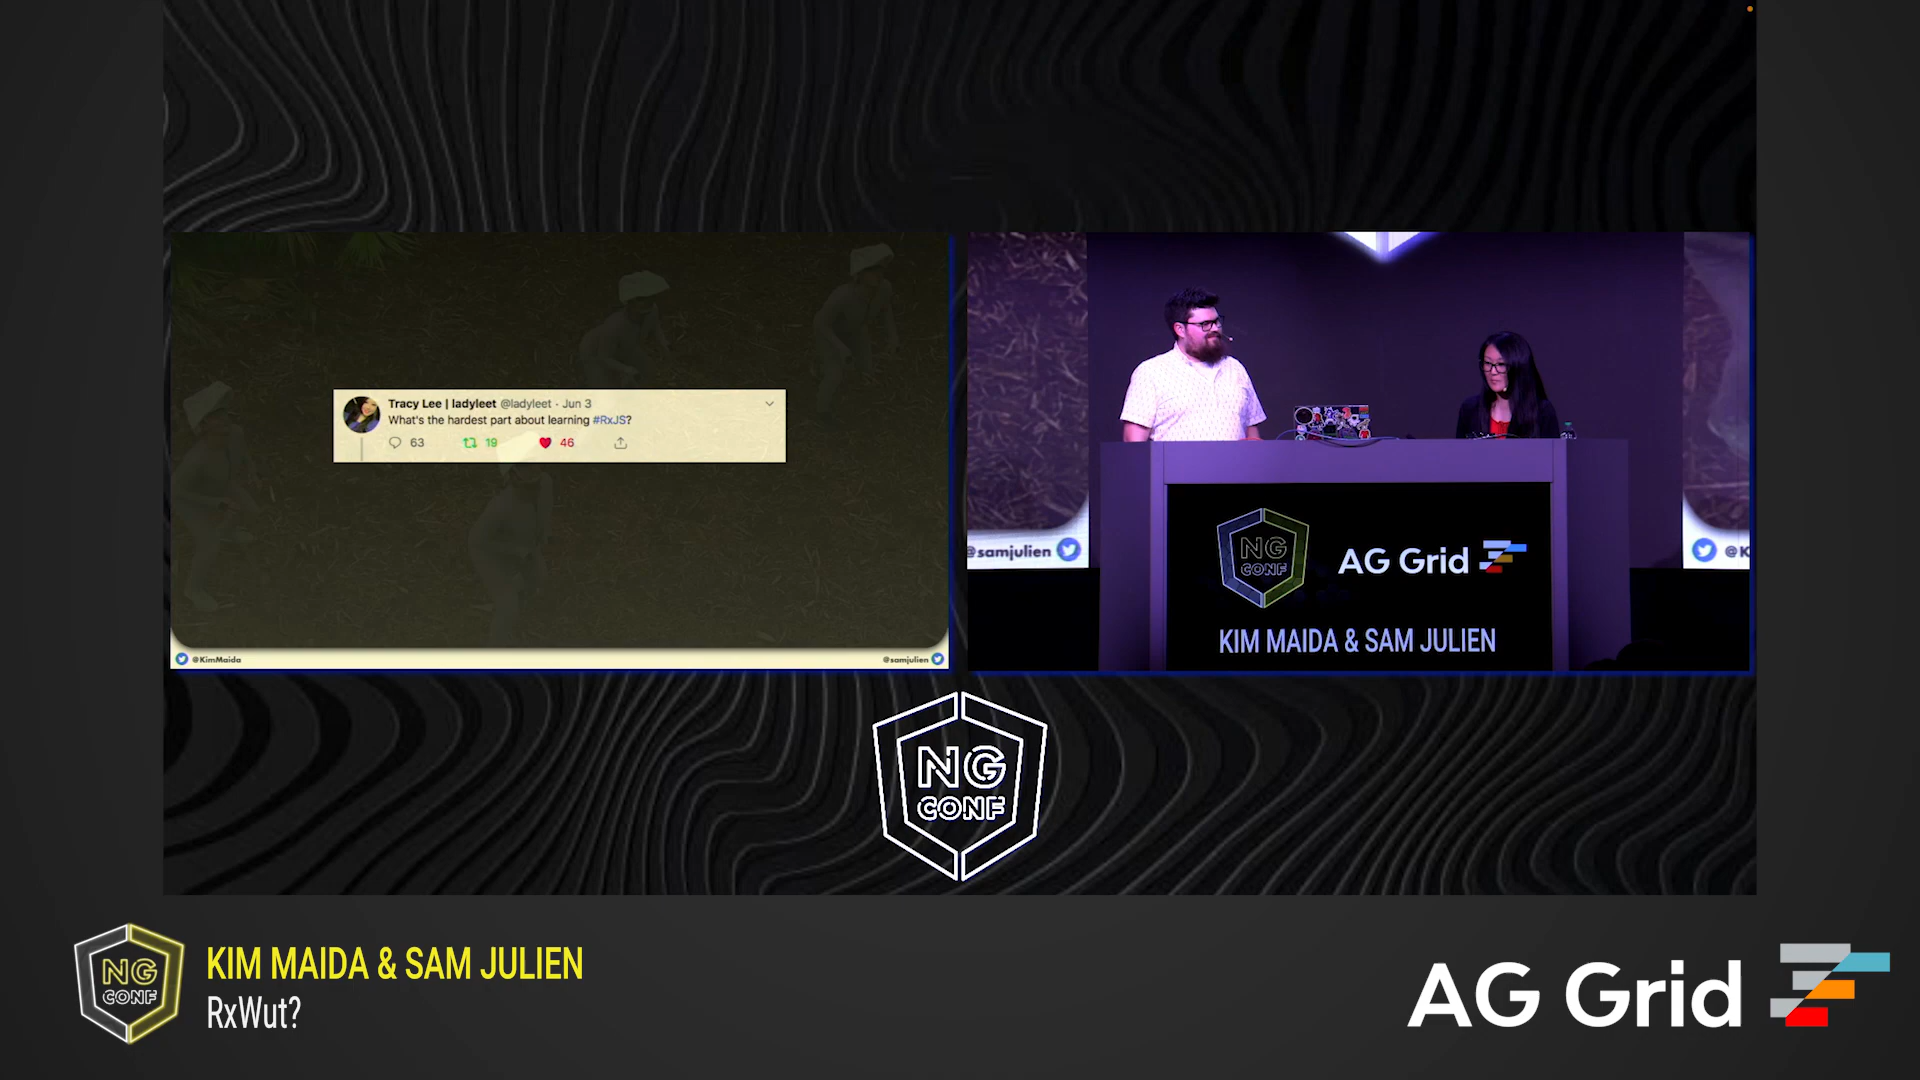 Tracy Lee | ladyleet @ladyleet · Jun 3
What's the hardest part about learning #RxJS?
63 19 46
@KimMaida
@samjulien
@samjulien
@K
NG
CONF
AG Grid
KIM MAIDA & SAM JULIEN
NG
CONF
NG
CONF
KIM MAIDA & SAM JULIEN
RxWut?
AG Grid